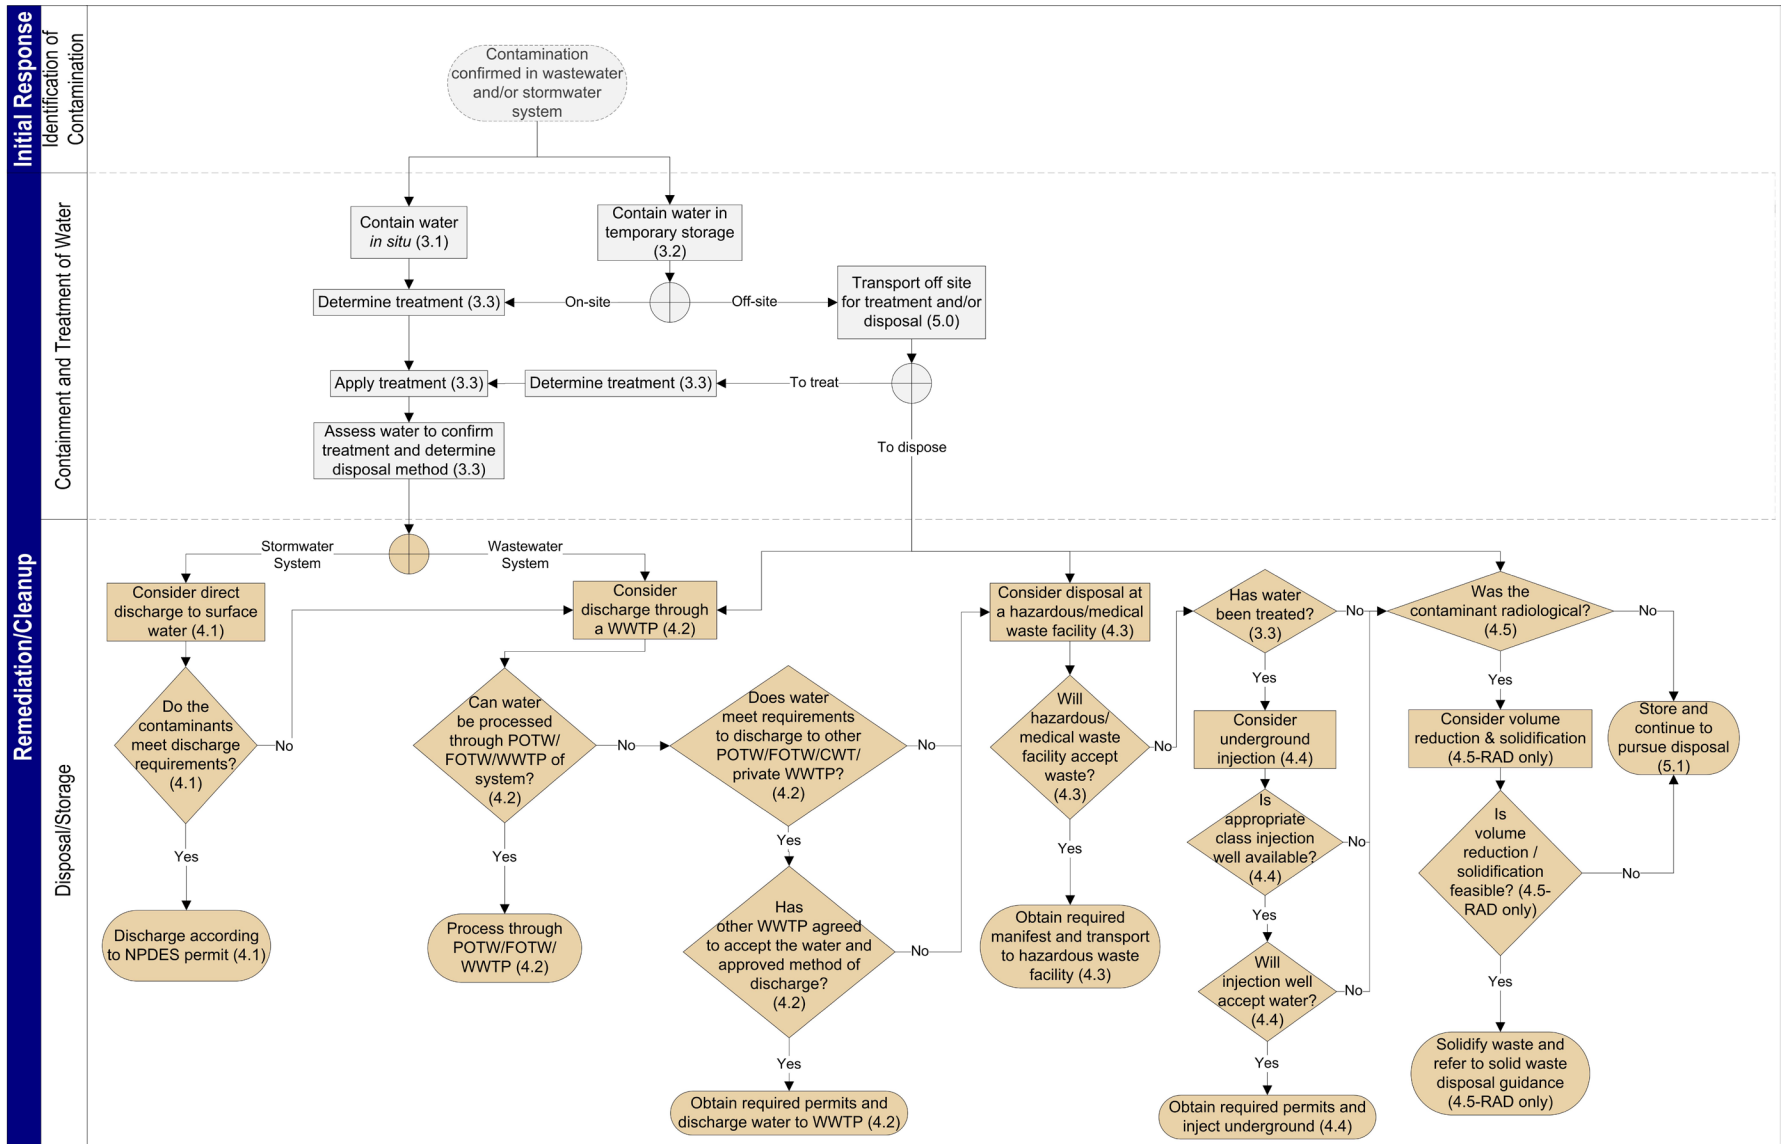 Initial Response
Identification of
Contamination
Contamination
confirmed in wastewater
and/or stormwater
system
Remediation/Cleanup
Containment and Treatment of Water
Contain water
in situ (3.1)
Contain water in
temporary storage
(3.2)
Determine treatment (3.3)
On-site
Off-site
Transport off site
for treatment and/or
disposal (5.0)
Apply treatment (3.3)
Determine treatment (3.3)
To treat
Assess water to confirm
treatment and determine
disposal method (3.3)
To dispose
Disposal/Storage
Stormwater
System
Wastewater
System
Consider direct
discharge to surface
water (4.1)
Do the
contaminants
meet discharge
requirements?
(4.1)
No
Yes
Discharge according
to NPDES permit (4.1)
Consider
discharge through
a WWTP (4.2)
Can water
be processed
through POTW/
FOTW/WWTP of
system?
(4.2)
No
Yes
Process through
POTW/FOTW/
WWTP (4.2)
Does water
meet requirements
to discharge to other
POTW/FOTW/CWT/
private WWTP?
(4.2)
No
Yes
Has
other WWTP agreed
to accept the water and
approved method of
discharge?
(4.2)
No
Yes
Obtain required permits and
discharge water to WWTP (4.2)
Consider disposal at
a hazardous/medical
waste facility (4.3)
Will
hazardous/
medical waste
facility accept
waste?
(4.3)
No
Yes
Obtain required
manifest and transport
to hazardous waste
facility (4.3)
Has water
been treated?
(3.3)
No
Yes
Consider
underground
injection (4.4)
Is
appropriate
class injection
well available?
(4.4)
No
Yes
Will
injection well
accept water?
(4.4)
No
Yes
Obtain required permits and
inject underground (4.4)
Was the
contaminant radiological?
(4.5)
No
Yes
Consider volume
reduction & solidification
(4.5-RAD only)
Store and
continue to
pursue disposal
(5.1)
Is
volume
reduction /
solidification
feasible? (4.5-
RAD only)
No
Yes
Solidify waste and
refer to solid waste
disposal guidance
(4.5-RAD only)